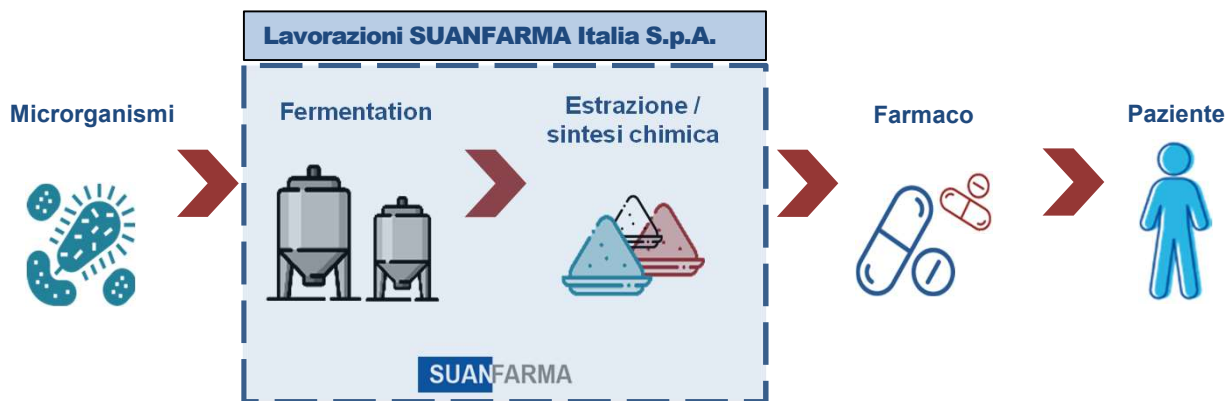 Lavorazioni SUANFARMA Italia S.p.A.
Microrganismi
Fermentation
Estrazione /
sintesi chimica
Farmaco
Paziente
SUANFARMA